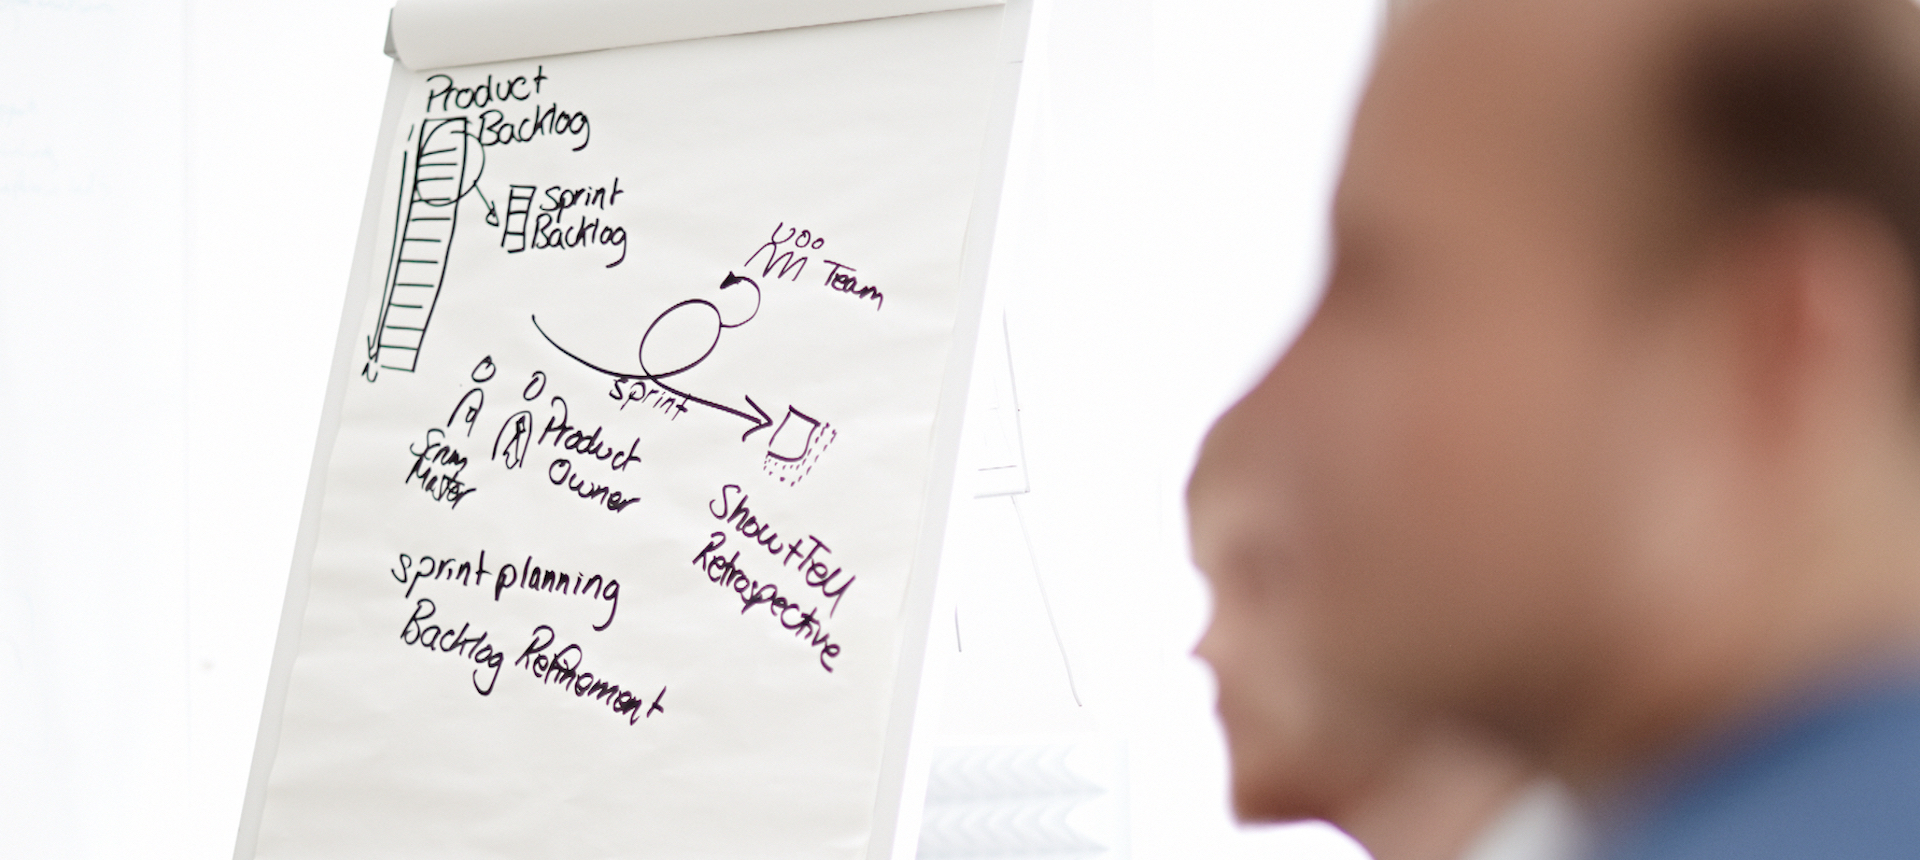 Product
Backlog
Sprint
Backlog
Team
sprint
Scrum
Master
Product
Owner
Show+Tell
Retrospective
sprint planning
Backlog Refinement